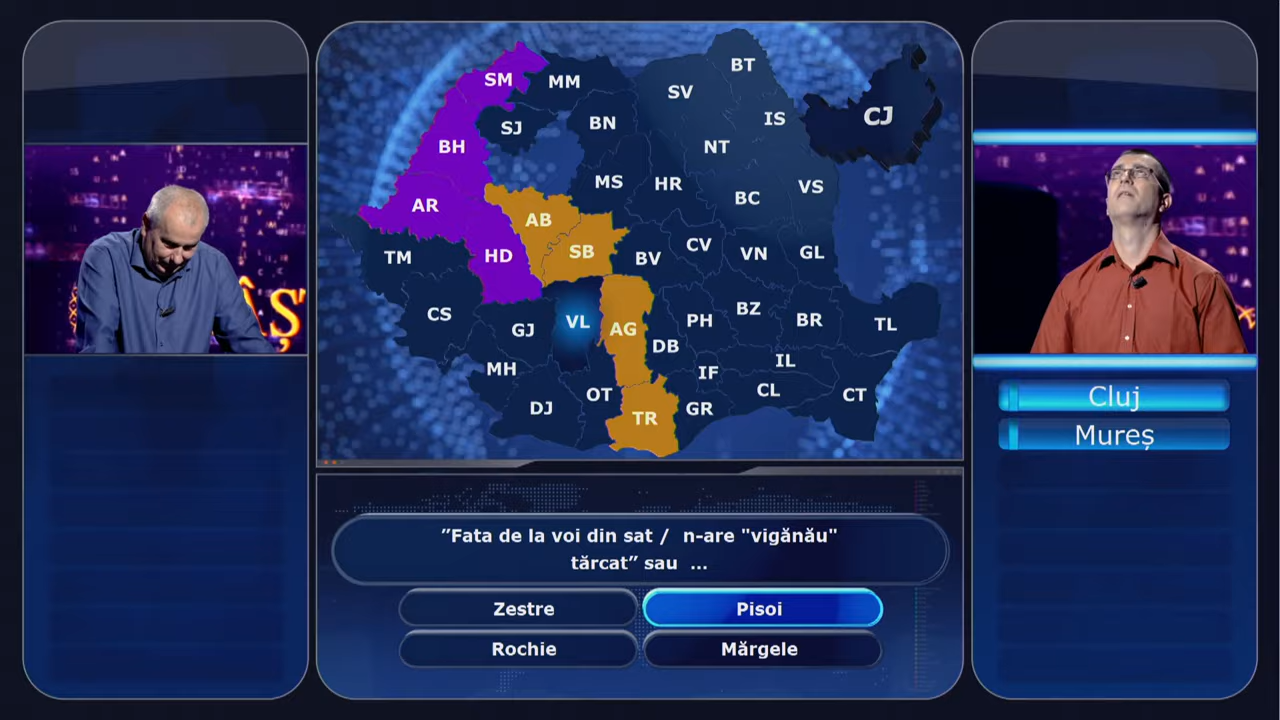 SM
MM
BT
SV
CJ
IS
BN
SJ
BH
NT
MS
HR
VS
BC
AR
AB
CV
SB
HD
TM
BV
VN
GL
BZ
CS
VL
PH
BR
TL
GJ
AG
DB
IL
MH
IF
CL
OT
CT
DJ
GR
TR
Cluj
Mureș
”Fata de la voi din sat / n-are "vigănău"
tărcat” sau ...
Zestre
Pisoi
Rochie
Mărgele